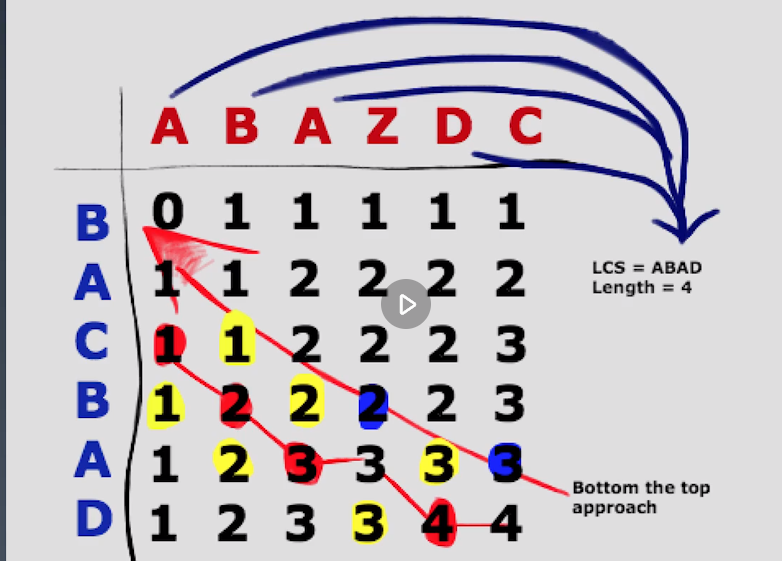 A B A Z D C
B 0 1 1 1 1 1
A 1 1 2 2 2 2
C 1 1 2 2 2 3
B 1 2 2 2 2 3
A 1 2 3 3 3 3
D 1 2 3 3 4 4
LCS = ABAD
Length = 4
Bottom the top
approach